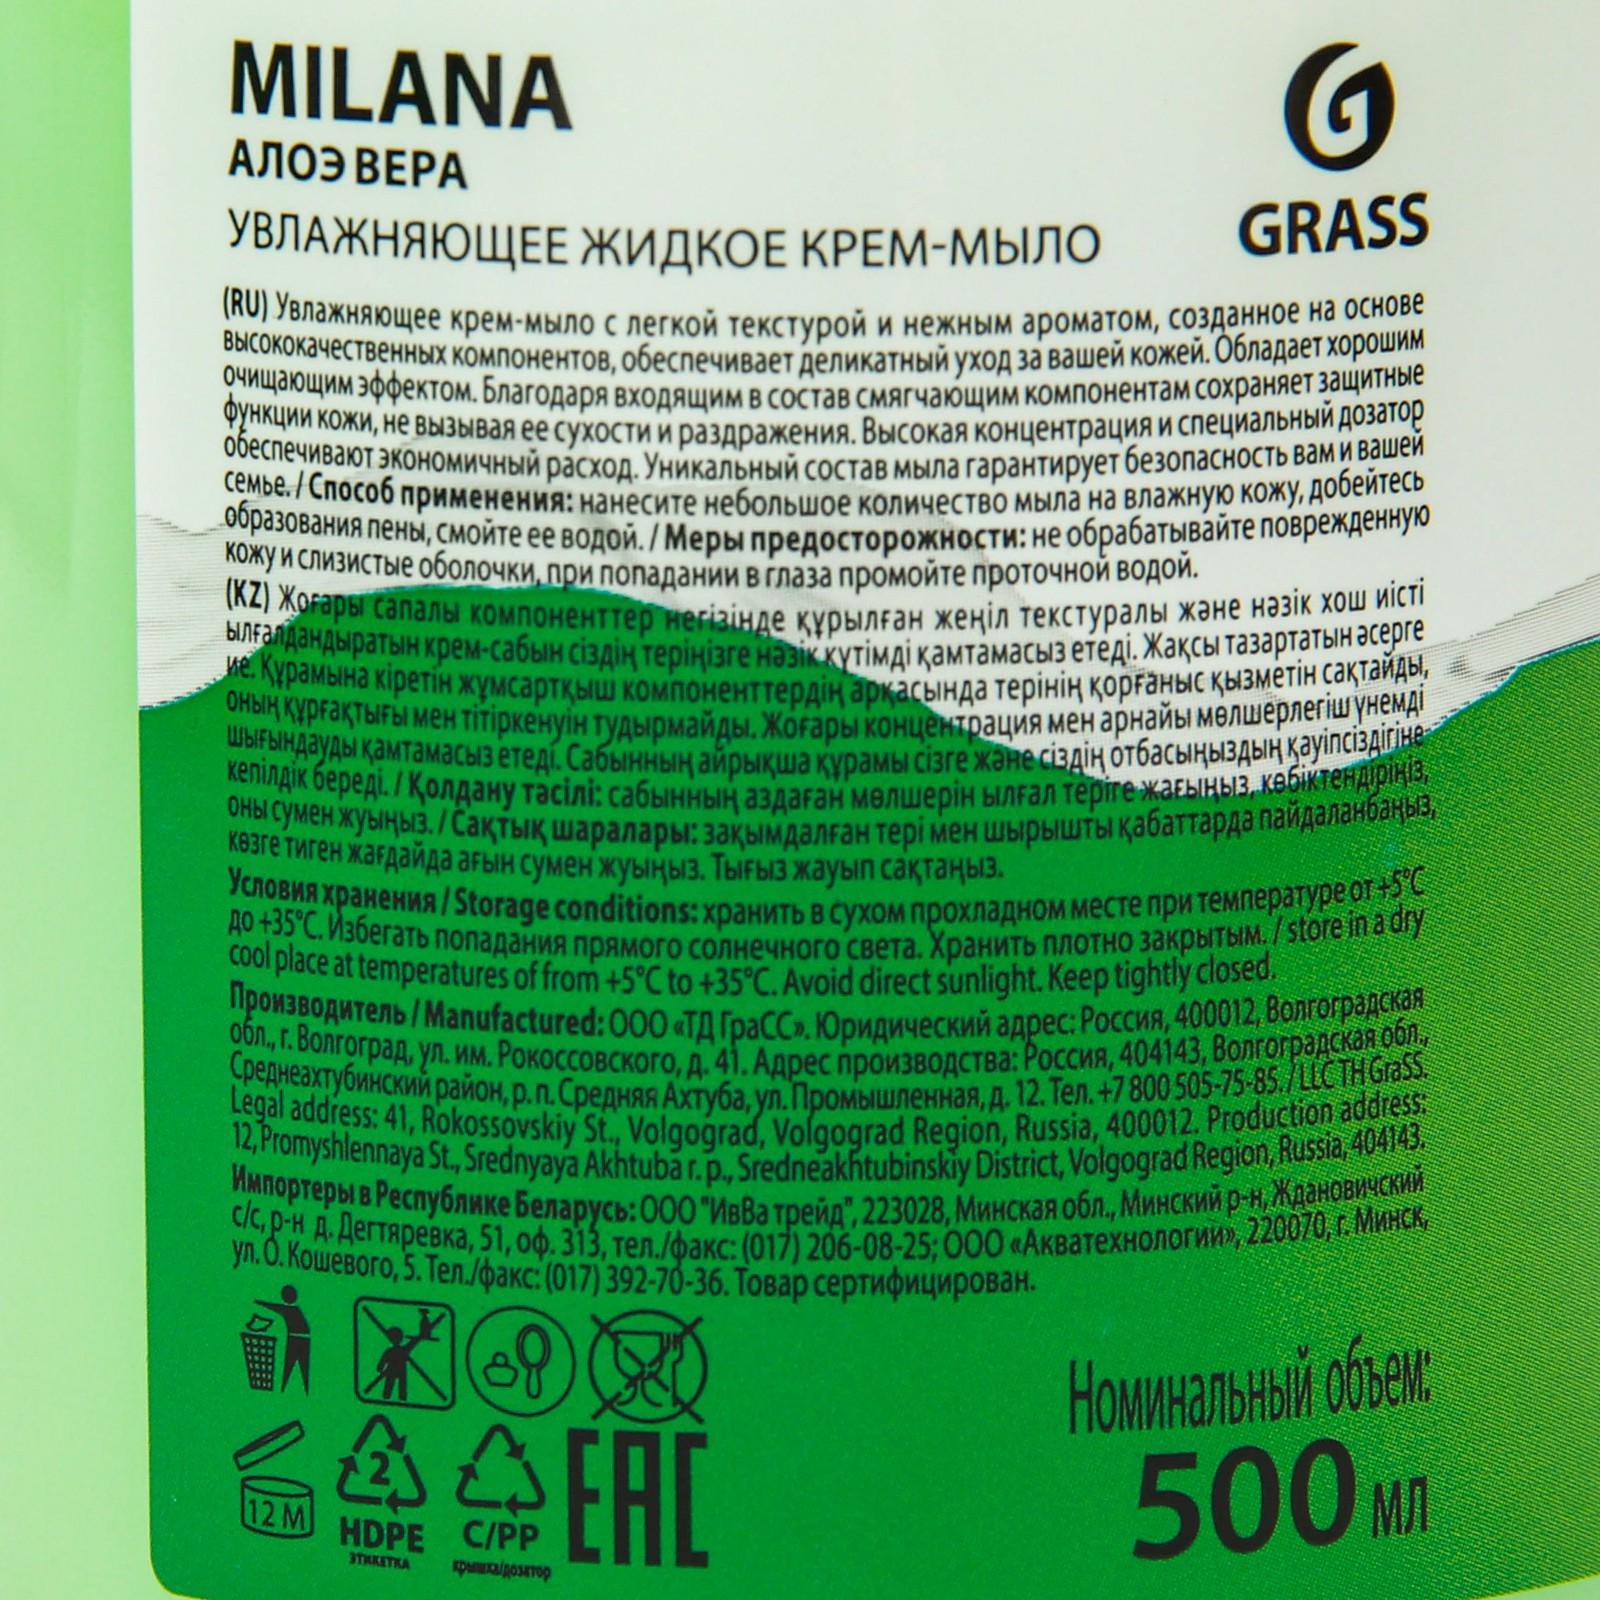 MILANA
АЛОЭ ВЕРА
УВЛАЖНЯЮЩЕЕ ЖИДКОЕ КРЕМ-МЫЛО
GRASS
(RU) Увлажняющее крем-мыло с легкой текстурой и нежным ароматом, созданное на основе
высококачественных компонентов, обеспечивает деликатный уход за вашей кожей. Обладает хорошим
очищающим эффектом. Благодаря входящим в состав смягчающим компонентам сохраняет защитные
функции кожи, не вызывая ее сухости и раздражения. Высокая концентрация и специальный дозатор
обеспечивают экономичный расход. Уникальный состав мыла гарантирует безопасность вам и вашей
семье. / Способ применения: нанесите небольшое количество мыла на влажную кожу, добейтесь
образования пены, смойте ее водой. / Меры предосторожности: не обрабатывайте поврежденную
кожу и слизистые оболочки, при попадании в глаза промойте проточной водой.
(KZ) Жоғары сапалы компоненттер негізінде құрылған жеңіл текстуралы және нәзік хош иісті
ылғалдандыратын крем-сабын сіздің теріңізге нәзік күтімді қамтамасыз етеді. Жақсы тазартатын әсерге
ие. Құрамына кіретін жұмсартқыш компоненттердің арқасында терінің қорғаныс қызметін сақтайды,
оның құрғақтығы мен тітіркенуін тудырмайды. Жоғары концентрация мен арнайы мөлшерлегіш үнемді
шығындауды қамтамасыз етеді. Сабынның айрықша құрамы сізге және сіздің отбасыңыздың қауіпсіздігіне
кепілдік береді. / Қолдану тәсілі: сабынның аздаған мөлшерін ылғал теріге жағыңыз, көбіктендіріңіз,
оны сумен жуыңыз. / Сақтық шаралары: зақымдалған тері мен шырышты қабаттарда пайдаланбаңыз,
көзге тиген жағдайда ағын сумен жуыңыз. Тығыз жауып сақтаңыз.
Условия хранения / Storage conditions: хранить в сухом прохладном месте при температуре от +5°C
до +35°C. Избегать попадания прямого солнечного света. Хранить плотно закрытым. / store in a dry
cool place at temperatures of from +5°C to +35°C. Avoid direct sunlight. Keep tightly closed.
Производитель / Manufactured: ООО «ТД ГраСС». Юридический адрес: Россия, 400012, Волгоградская
обл., г. Волгоград, ул. им. Рокоссовского, д. 41. Адрес производства: Россия, 404143, Волгоградская обл.,
Среднеахтубинский район, р. п. Средняя Ахтуба, ул. Промышленная, д. 12. Тел. +7 800 505-75-85. / LLC TH GraSS.
Legal address: 41, Rokossovskiy St., Volgograd, Volgograd Region, Russia, 400012. Production address:
12, Promyshlennaya St., Srednyaya Akhtuba r. p., Sredneakhtubinskiy District, Volgograd Region, Russia, 404143.
Импортеры в Республике Беларусь: ООО "ИвВа трейд", 223028, Минская обл., Минский р-н, Ждановичский
с/с, р-н д. Дегтяревка, 51, оф. 313, тел./факс: (017) 206-08-25; ООО «Акватехнологии», 220070, г. Минск,
ул. О. Кошевого, 5. Тел./факс: (017) 392-70-36. Товар сертифицирован.
Номинальный объем:
500 мл
12 M
2
HDPE
этикетка
C/PP
крышка/дозатор
EAC